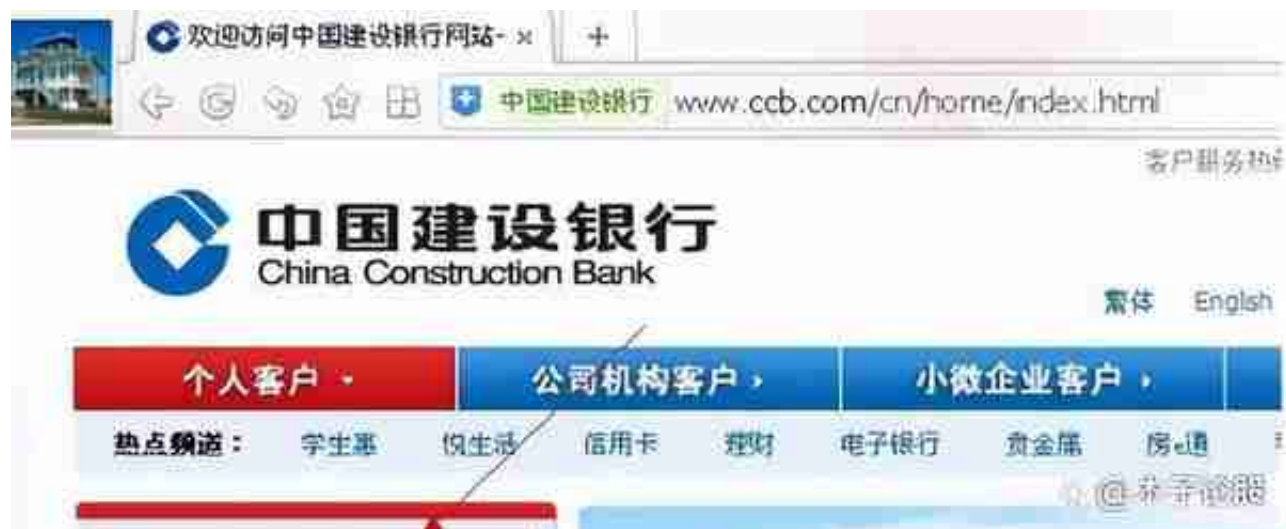 欢迎访问中国建设银行网站- ×
+
中国建设银行 www.ccb.com/cn/home/index.html
客户服务热
中国建设银行
China Construction Bank
繁体 English
个人客户 公司机构客户 小微企业客户
热点频道： 学生惠 悦生活 信用卡 理财 电子银行 贵金属 房e通